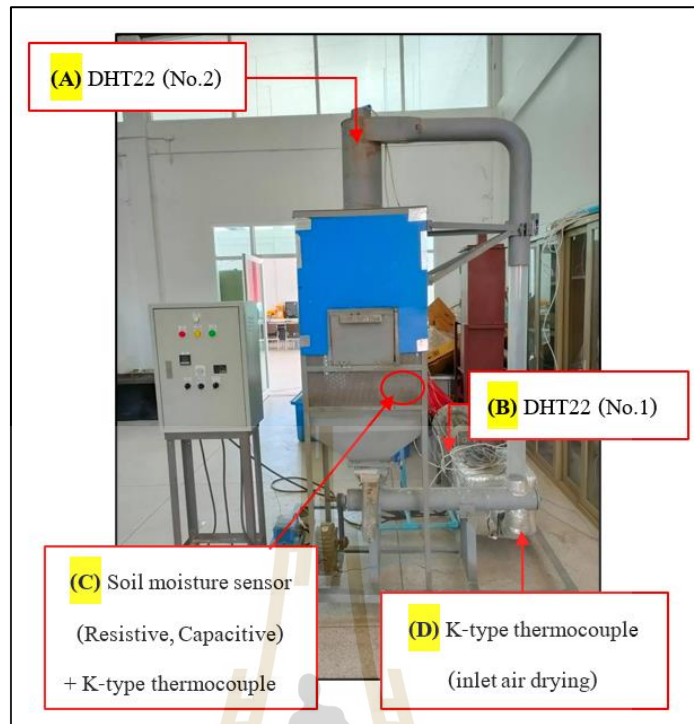 (A) DHT22 (No.2)
(B) DHT22 (No.1)
(C) Soil moisture sensor
(Resistive, Capacitive)
+ K-type thermocouple
(D) K-type thermocouple
(inlet air drying)